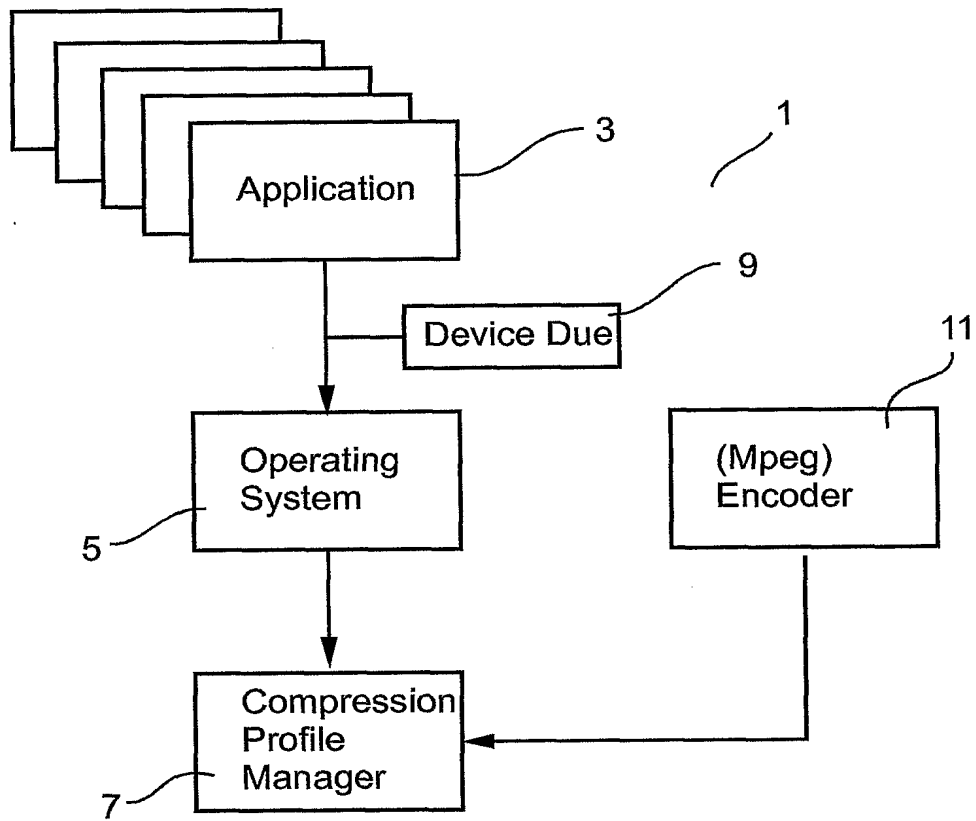 1
3
Application
9
Device Due
11
Operating
System
5
(Mpeg)
Encoder
Compression
Profile
Manager
7